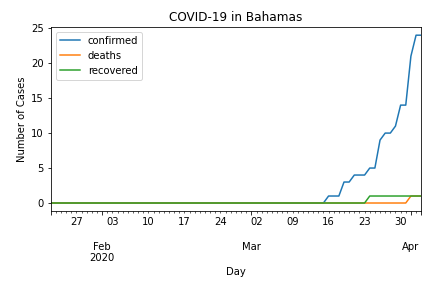 COVID-19 in Bahamas
confirmed
deaths
recovered
Number of Cases
25
20
15
10
5
0
27 03 10 17 24 02 09 16 23 30
Feb Mar Apr
2020
Day